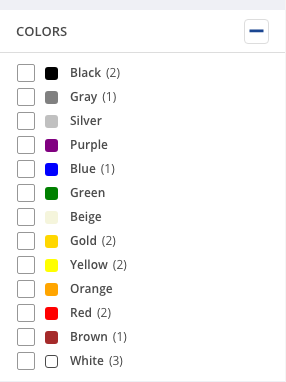 COLORS
Black (2)
Gray (1)
Silver
Purple
Blue (1)
Green
Beige
Gold (2)
Yellow (2)
Orange
Red (2)
Brown (1)
White (3)